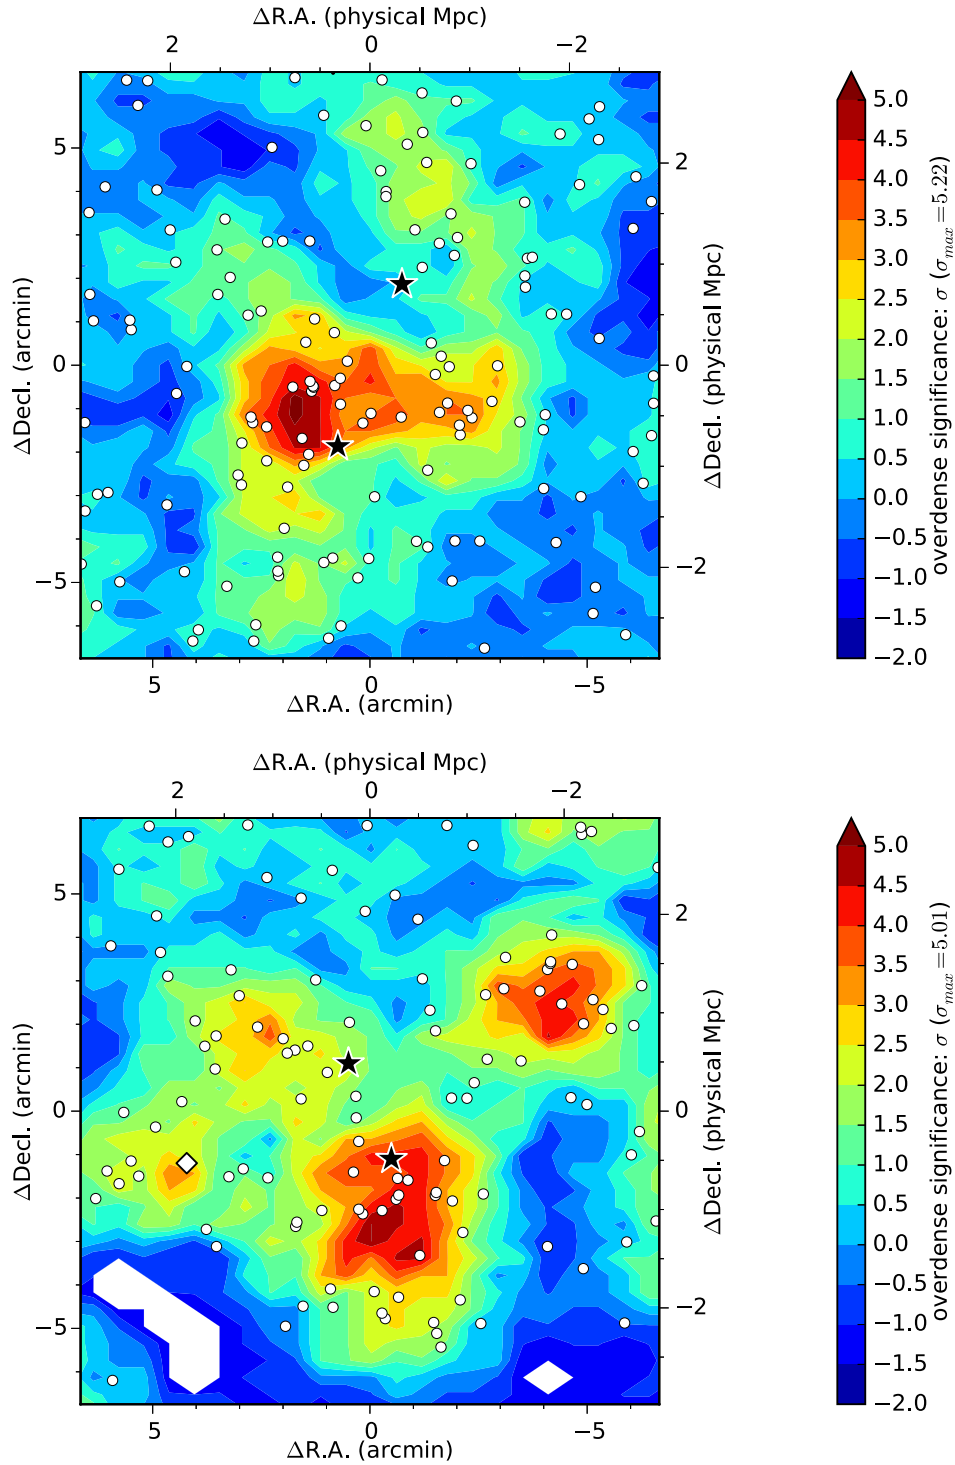 ΔR.A. (physical Mpc)
2 0 −2
5 0 −5
ΔDecl. (arcmin)
2 0 −2
ΔDecl. (physical Mpc)
5 0 −5
ΔR.A. (arcmin)
5.0
4.5
4.0
3.5
3.0
2.5
2.0
1.5
1.0
0.5
0.0
−0.5
−1.0
−1.5
−2.0
overdense significance: σ (σmax=5.22)
ΔR.A. (physical Mpc)
2 0 −2
5 0 −5
ΔDecl. (arcmin)
2 0 −2
ΔDecl. (physical Mpc)
5 0 −5
ΔR.A. (arcmin)
5.0
4.5
4.0
3.5
3.0
2.5
2.0
1.5
1.0
0.5
0.0
−0.5
−1.0
−1.5
−2.0
overdense significance: σ (σmax=5.01)